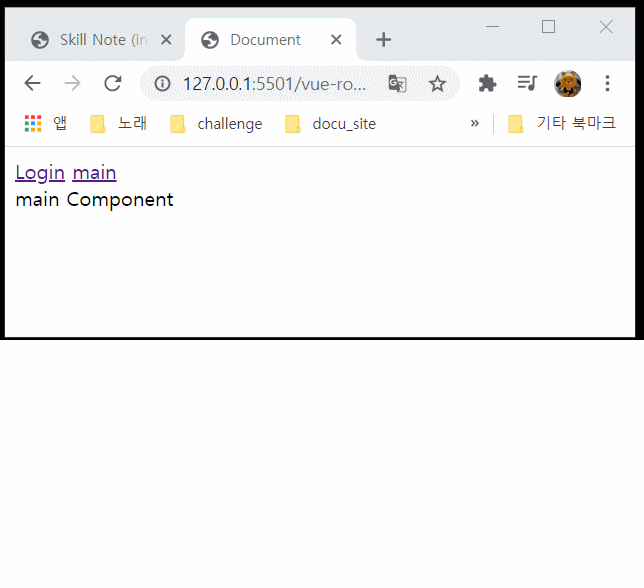 Skill Note (in
Document
127.0.0.1:5501/vue-ro...
앱 노래 challenge docu_site » 기타 북마크
Login main
main Component